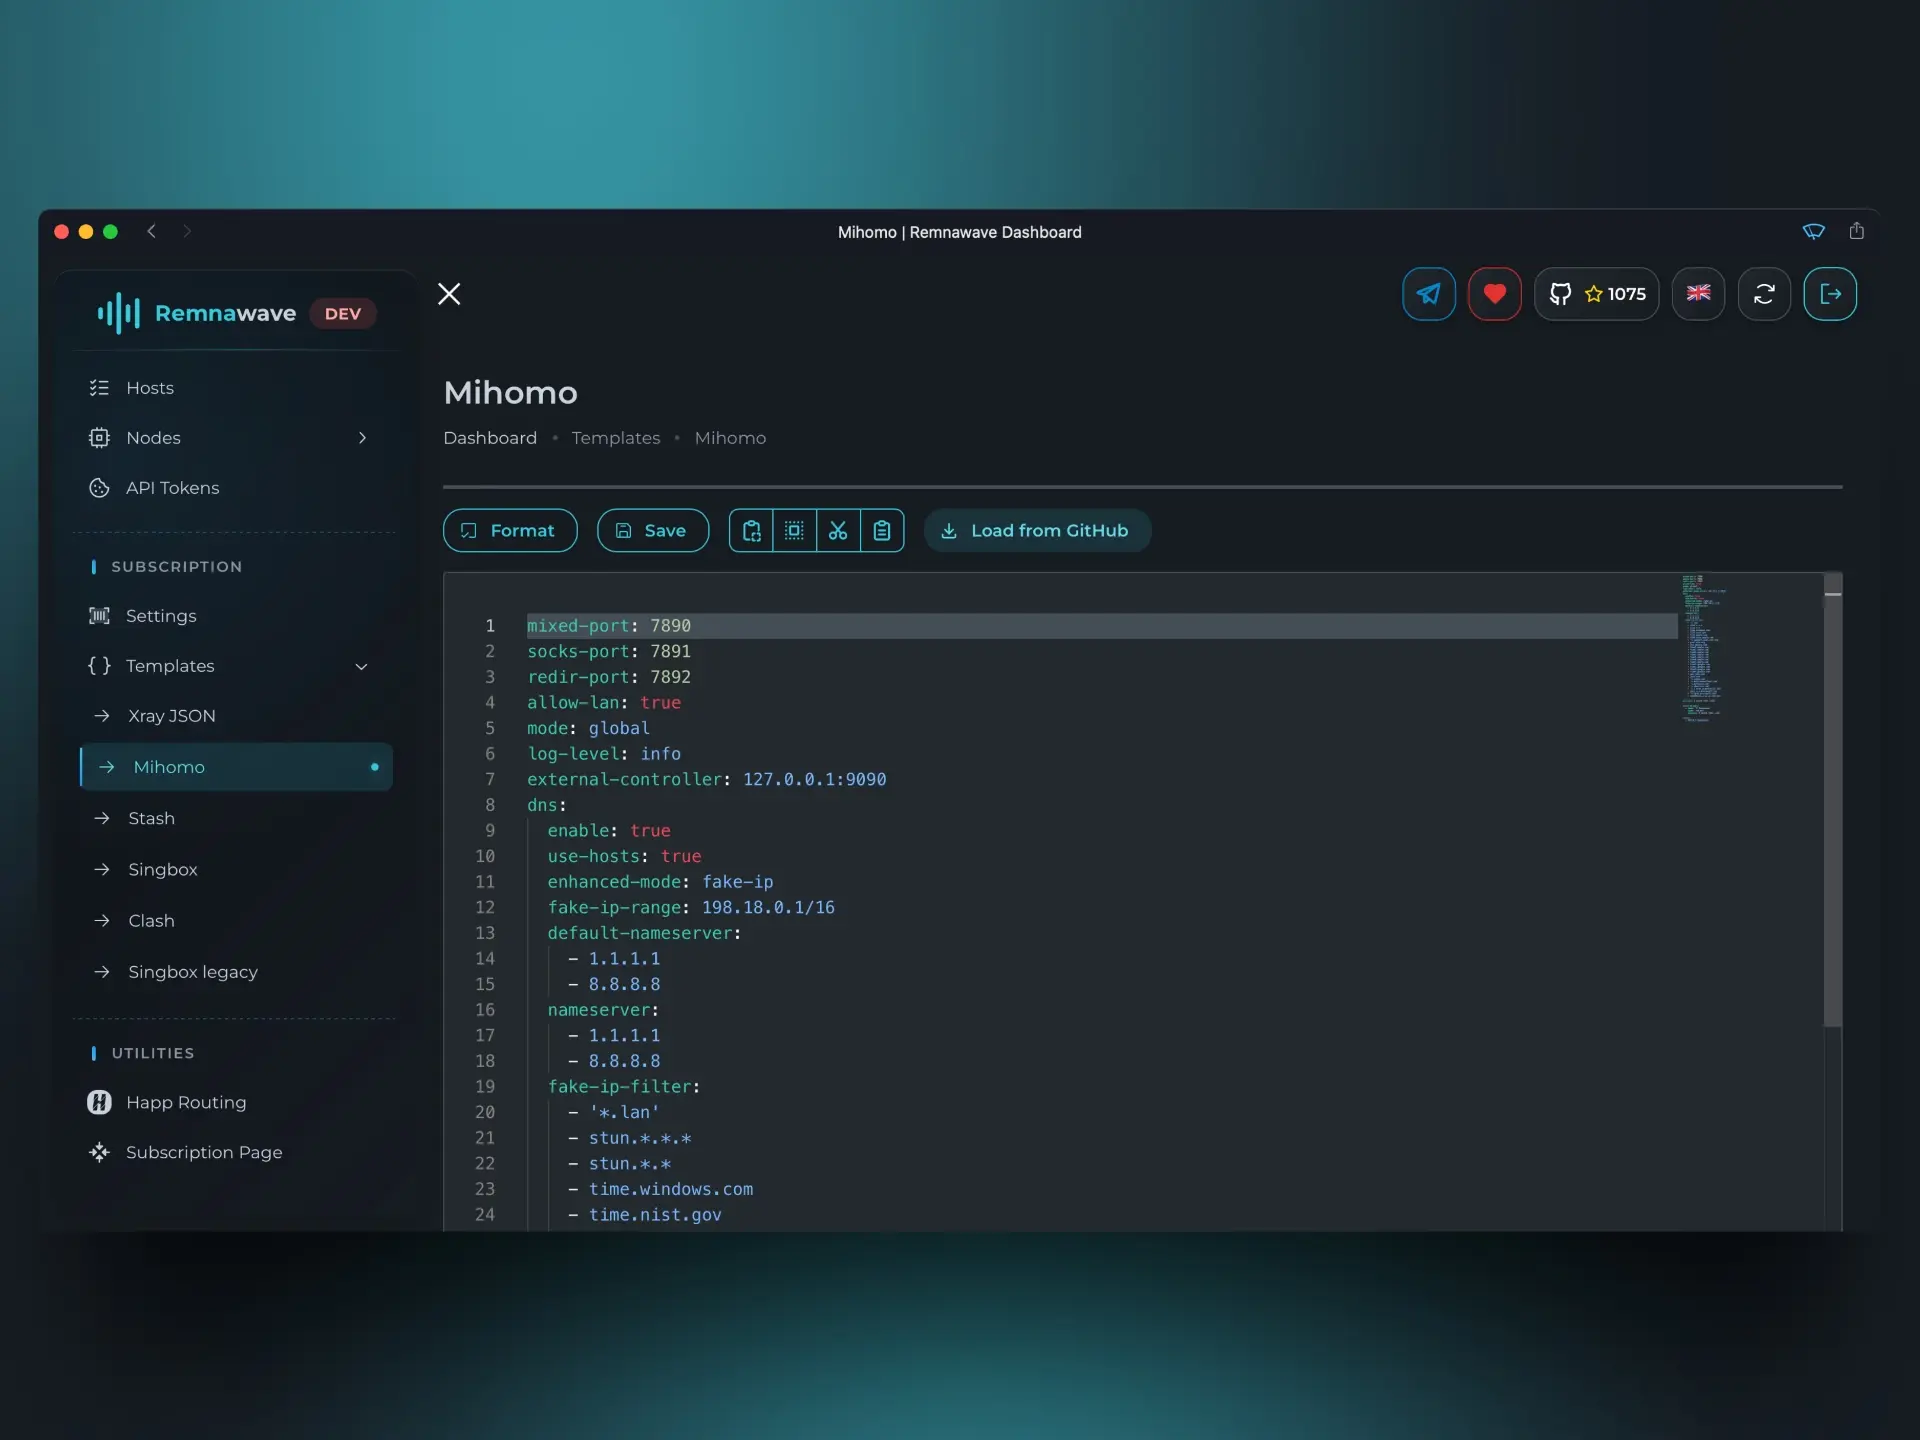 Mihomo | Remnawave Dashboard
Remnawave DEV
1075
Hosts
Nodes
API Tokens
SUBSCRIPTION
Settings
Templates
Xray JSON
Mihomo
Stash
Singbox
Clash
Singbox legacy
UTILITIES
Happ Routing
Subscription Page
Mihomo
Dashboard • Templates • Mihomo
Format Save Load from GitHub
1 mixed-port: 7890
2 socks-port: 7891
3 redir-port: 7892
4 allow-lan: true
5 mode: global
6 log-level: info
7 external-controller: 127.0.0.1:9090
8 dns:
9 enable: true
10 use-hosts: true
11 enhanced-mode: fake-ip
12 fake-ip-range: 198.18.0.1/16
13 default-nameserver:
14 - 1.1.1.1
15 - 8.8.8.8
16 nameserver:
17 - 1.1.1.1
18 - 8.8.8.8
19 fake-ip-filter:
20 - '*.lan'
21 - stun.*.*.*
22 - stun.*.*
23 - time.windows.com
24 - time.nist.gov